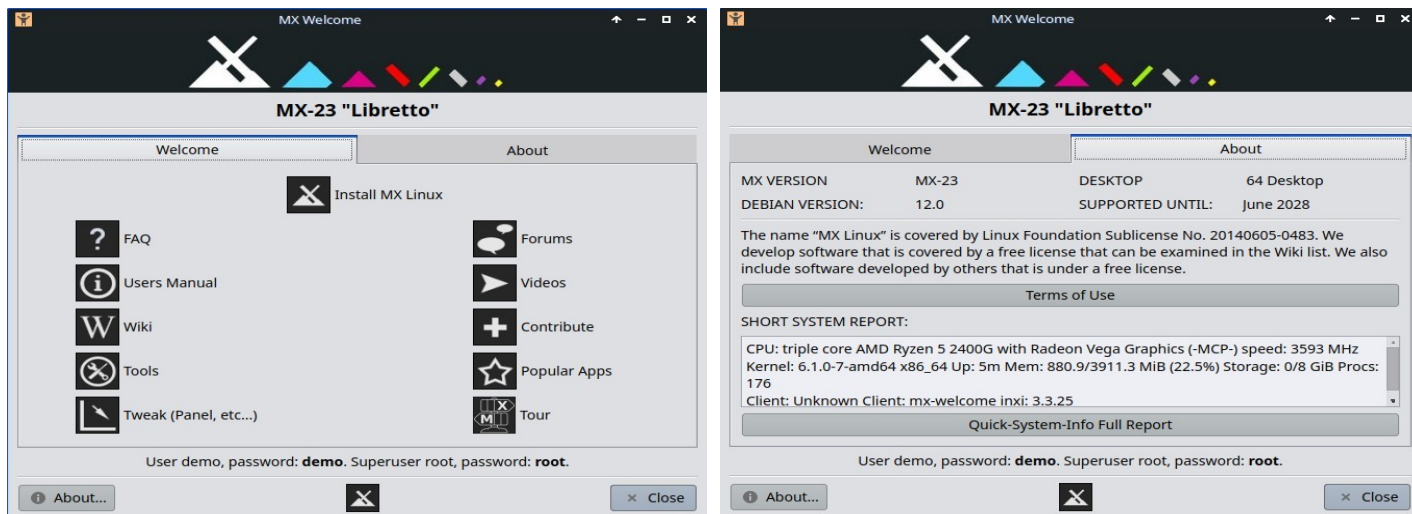 MX Welcome
MX-23 "Libretto"
Welcome About
Install MX Linux
? FAQ Forums
Users Manual Videos
W Wiki Contribute
Tools Popular Apps
Tweak (Panel, etc...) M X Tour
User demo, password: demo. Superuser root, password: root.
About... Close
MX Welcome
MX-23 "Libretto"
Welcome About
MX VERSION MX-23 DESKTOP 64 Desktop
DEBIAN VERSION: 12.0 SUPPORTED UNTIL: June 2028
The name “MX Linux” is covered by Linux Foundation Sublicense No. 20140605-0483. We
develop software that is covered by a free license that can be examined in the Wiki list. We also
include software developed by others that is under a free license.
Terms of Use
SHORT SYSTEM REPORT:
CPU: triple core AMD Ryzen 5 2400G with Radeon Vega Graphics (-MCP-) speed: 3593 MHz
Kernel: 6.1.0-7-amd64 x86_64 Up: 5m Mem: 880.9/3911.3 MiB (22.5%) Storage: 0/8 GiB Procs:
176
Client: Unknown Client: mx-welcome inxi: 3.3.25
Quick-System-Info Full Report
User demo, password: demo. Superuser root, password: root.
About... Close